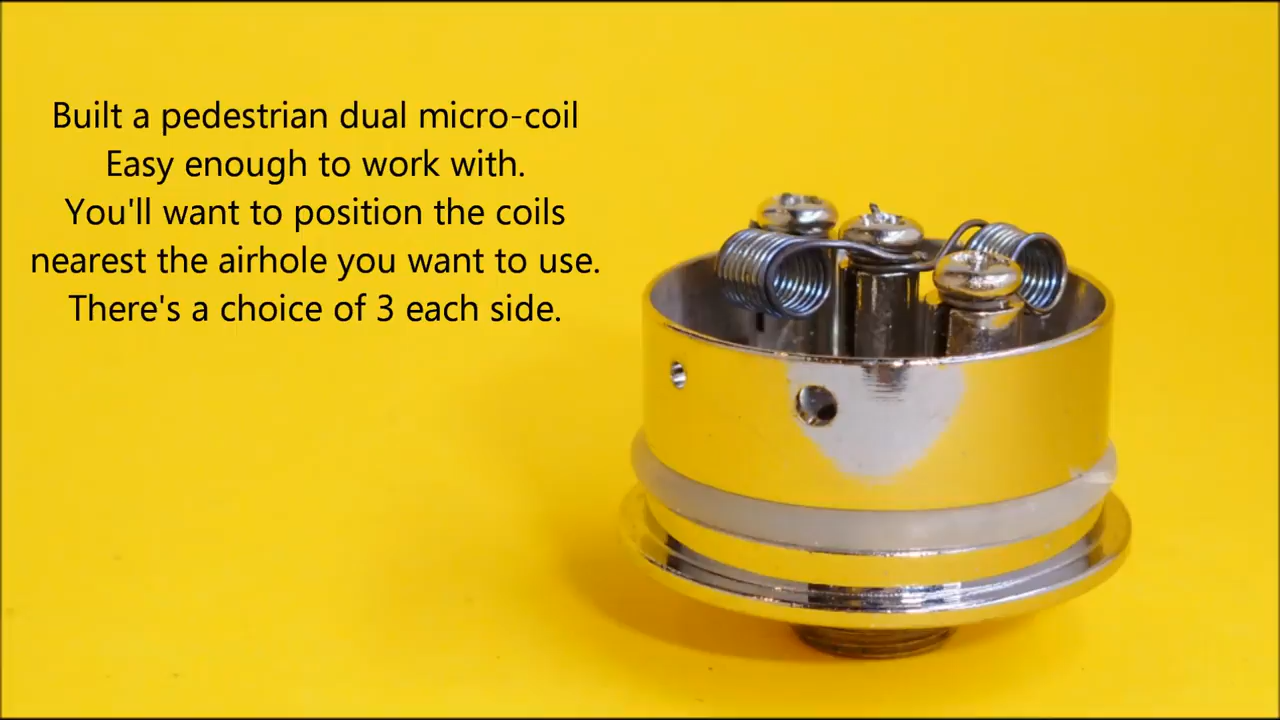 Built a pedestrian dual micro-coil
Easy enough to work with.
You'll want to position the coils
nearest the airhole you want to use.
There's a choice of 3 each side.